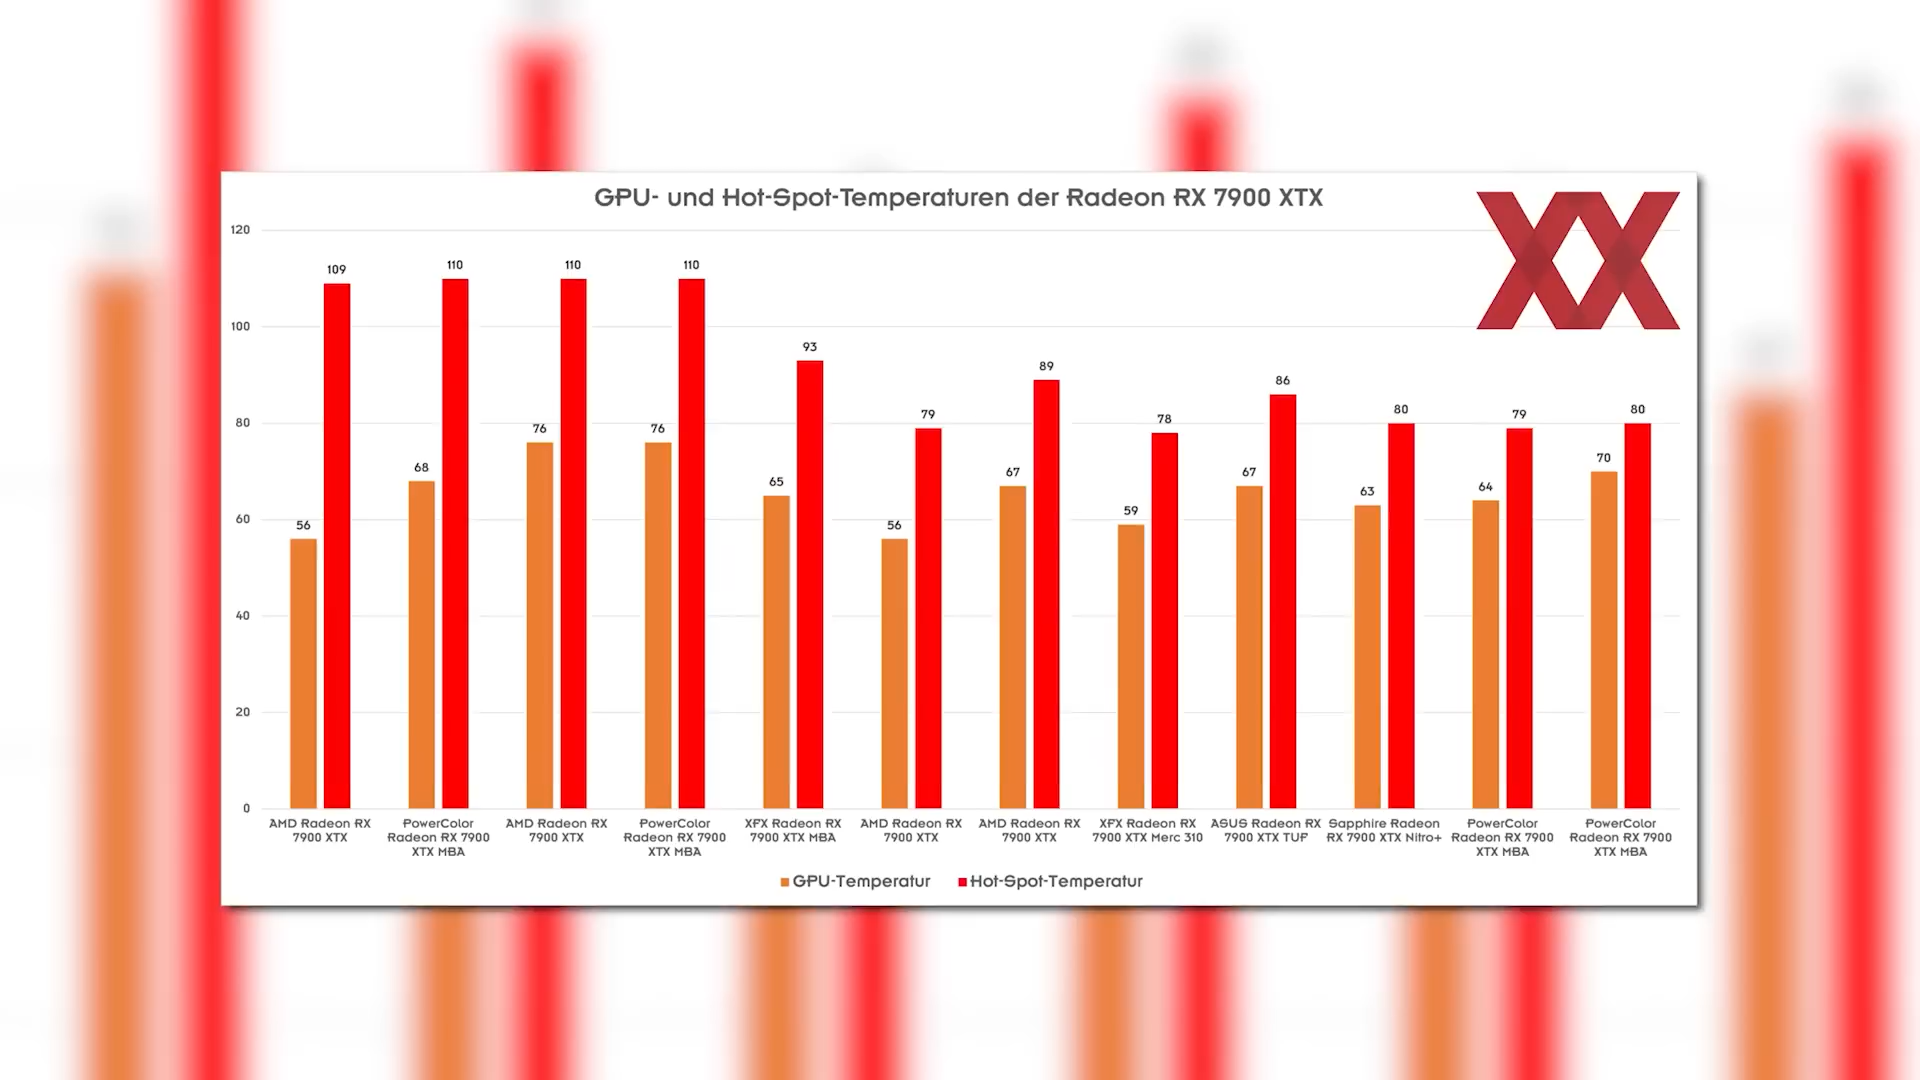 GPU- und Hot-Spot-Temperaturen der Radeon RX 7900 XTX
XX
120
100
80
60
40
20
0
56
109
68
110
76
110
76
110
65
93
56
79
67
89
59
78
67
86
63
80
64
79
70
80
AMD Radeon RX
7900 XTX
PowerColor
Radeon RX 7900
XTX MBA
AMD Radeon RX
7900 XTX
PowerColor
Radeon RX 7900
XTX MBA
XFX Radeon RX
7900 XTX MBA
AMD Radeon RX
7900 XTX
AMD Radeon RX
7900 XTX
XFX Radeon RX
7900 XTX Merc 310
ASUS Radeon RX
7900 XTX TUF
Sapphire Radeon
RX 7900 XTX Nitro+
PowerColor
Radeon RX 7900
XTX MBA
PowerColor
Radeon RX 7900
XTX MBA
GPU-Temperatur
Hot-Spot-Temperatur